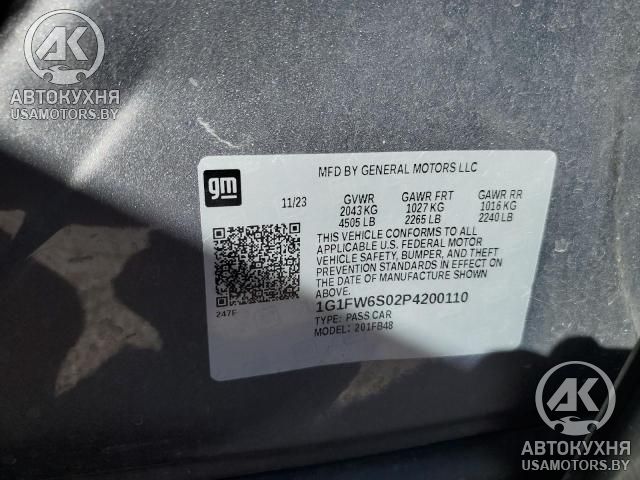 AK
АВТОКУХНЯ
USAMOTORS.BY
gm
MFD BY GENERAL MOTORS LLC
11/23 GVWR GAWR FRT GAWR RR
2043 KG 1027 KG 1016 KG
4505 LB 2265 LB 2240 LB
THIS VEHICLE CONFORMS TO ALL
APPLICABLE U.S. FEDERAL MOTOR
VEHICLE SAFETY, BUMPER, AND THEFT
PREVENTION STANDARDS IN EFFECT ON
THE DATE OF MANUFACTURE SHOWN
ABOVE.
1G1FW6S02P4200110
TYPE: PASS CAR
MODEL: 201FB48
247F
AK
АВТОКУХНЯ
USAMOTORS.BY